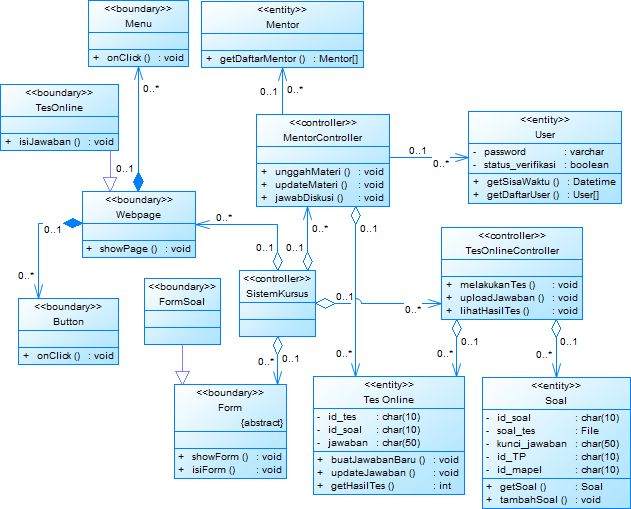 <<boundary>>
Menu
+ onClick () : void
<<entity>>
Mentor
+ getDaftarMentor () : Mentor[]
<<boundary>>
TesOnline
+ isiJawaban () : void
0..*
0..1
0..*
0..1
<<controller>>
MentorController
+ unggahMateri () : void
+ updateMateri () : void
+ jawabDiskusi () : void
0..1
0..*
<<entity>>
User
- password : varchar
- status_verifikasi : boolean
+ getSisaWaktu () : Datetime
+ getDaftarUser () : User[]
<<boundary>>
Webpage
+ showPage () : void
0..1
0..*
0..*
0..1
0..1
0..1
0..1
<<controller>>
TesOnlineController
+ melakukanTes () : void
+ uploadJawaban () : void
+ lihatHasilTes () : void
0..*
<<boundary>>
Button
+ onClick () : void
<<boundary>>
FormSoal
<<controller>>
SistemKursus
0..1
0..*
0..1
0..*
0..1
0..1
0..*
0..*
0..*
<<boundary>>
Form
{abstract}
+ showForm () : void
+ isiForm () : void
<<entity>>
Tes Online
- id_tes : char(10)
- id_soal : char(10)
- jawaban : char(50)
+ buatJawabanBaru () : void
+ updateJawaban () : void
+ getHasilTes () : int
<<entity>>
Soal
- id_soal : char(10)
- soal_tes : File
- kunci_jawaban : char(50)
- id_TP : char(10)
- id_mapel : char(10)
+ getSoal () : Soal
+ tambahSoal () : void